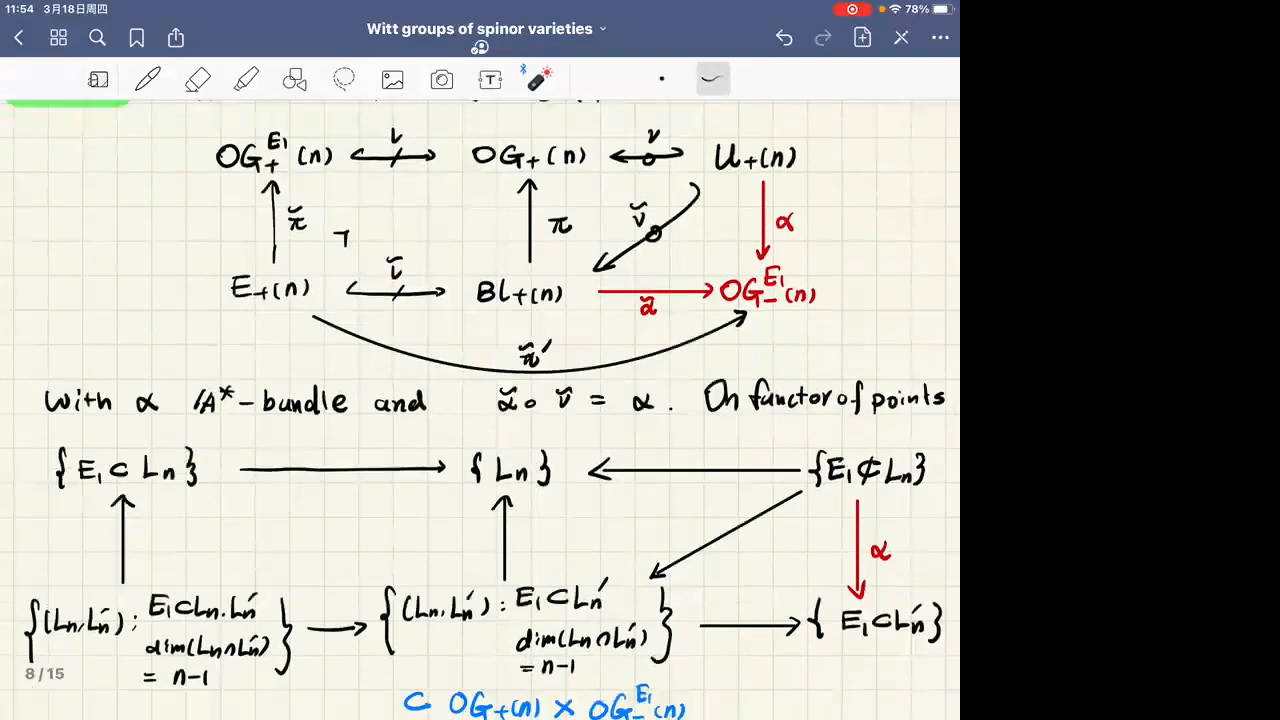 11:54 3月18日周四 78%
Witt groups of spinor varieties
OG₊^{E₁}(n) ι OG₊(n) ν U₊(n)
π̃ ν̃ π α
E₊(n) ι̃ Bl₊(n) α̃ OG₋^{E₁}(n)
π̃′
with α /A*-bundle and α̃ ∘ ν̃ = α. On functor of points
{E₁ ⊂ Lₙ} {Lₙ} {E₁ ⊄ Lₙ}
α
{(Lₙ, Lₙ′) : E₁ ⊂ Lₙ.Lₙ′ dim(Lₙ∩Lₙ′) = n-1} {(Lₙ, Lₙ′) : E₁ ⊂ Lₙ′ dim(Lₙ∩Lₙ′) = n-1} {E₁ ⊂ Lₙ′}
8 / 15
⊂ OG₊(n) × OG₋^{E₁}(n)